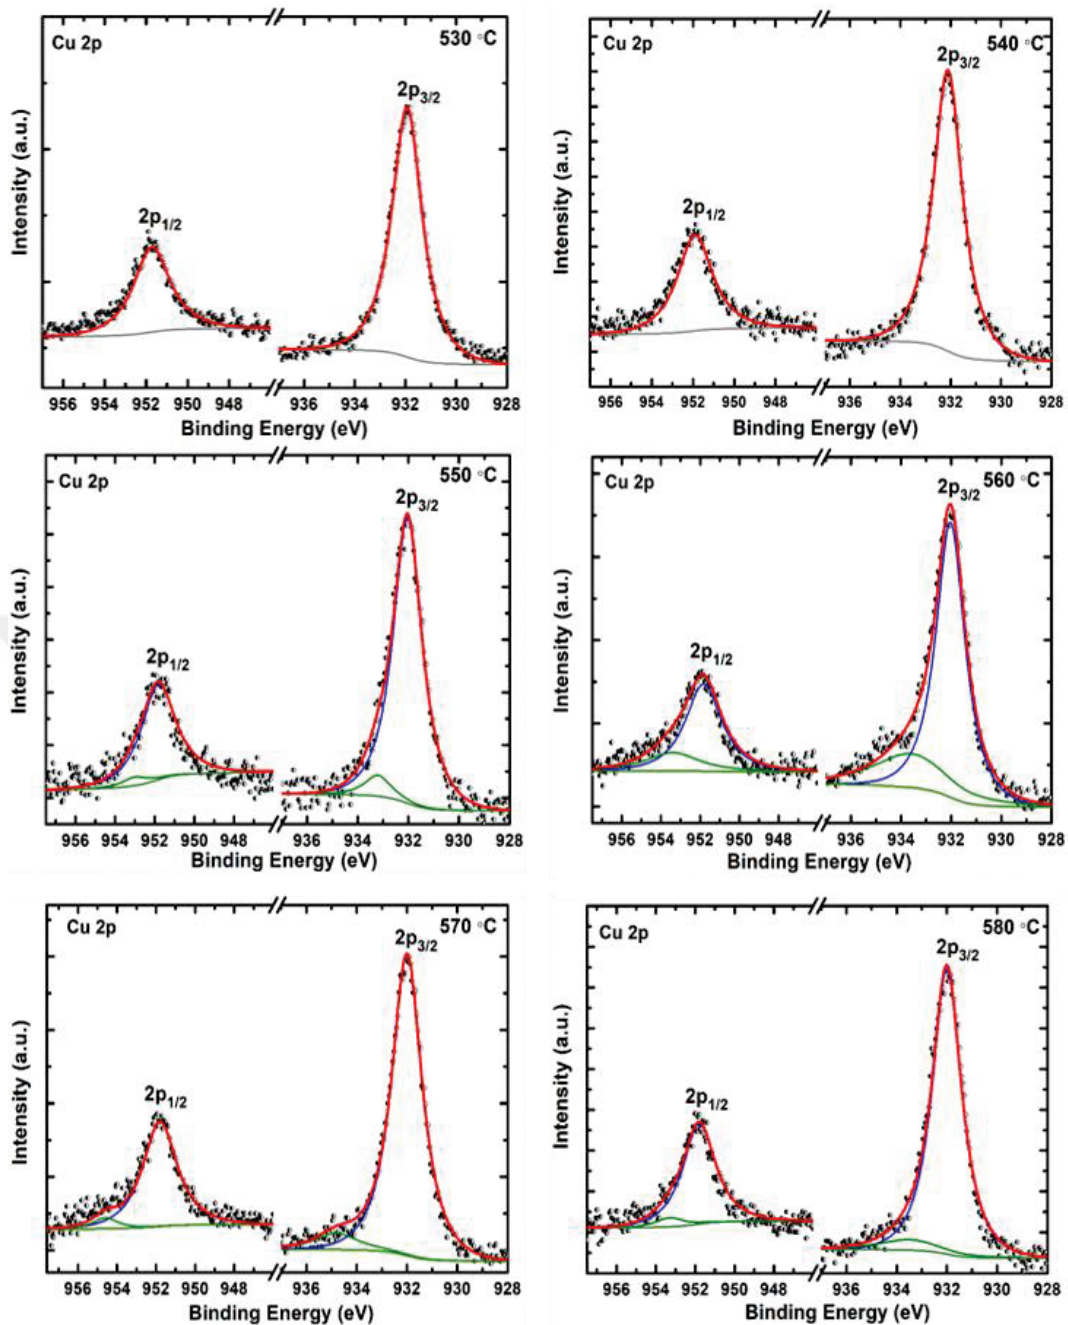 Cu 2p 530 °C
2p3/2
2p1/2
Intensity (a.u.)
956 954 952 950 948 936 934 932 930 928
Binding Energy (eV)
Cu 2p 540 °C
2p3/2
2p1/2
Intensity (a.u.)
956 954 952 950 948 936 934 932 930 928
Binding Energy (eV)
Cu 2p 550 °C
2p3/2
2p1/2
Intensity (a.u.)
956 954 952 950 948 936 934 932 930 928
Binding Energy (eV)
Cu 2p 560 °C
2p3/2
2p1/2
Intensity (a.u.)
956 954 952 950 948 936 934 932 930 928
Binding Energy (eV)
Cu 2p 570 °C
2p3/2
2p1/2
Intensity (a.u.)
956 954 952 950 948 936 934 932 930 928
Binding Energy (eV)
Cu 2p 580 °C
2p3/2
2p1/2
Intensity (a.u.)
956 954 952 950 948 936 934 932 930 928
Binding Energy (eV)